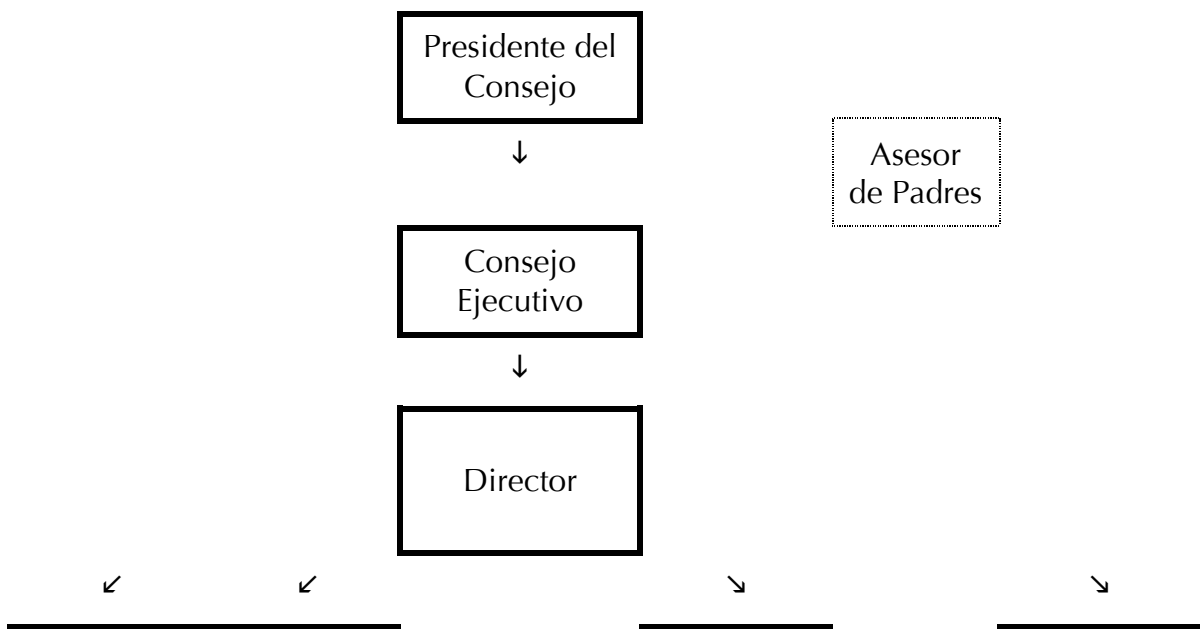 Presidente del
Consejo
↓
Asesor
de Padres
Consejo
Ejecutivo
↓
Director
↙ ↙ ↘ ↘